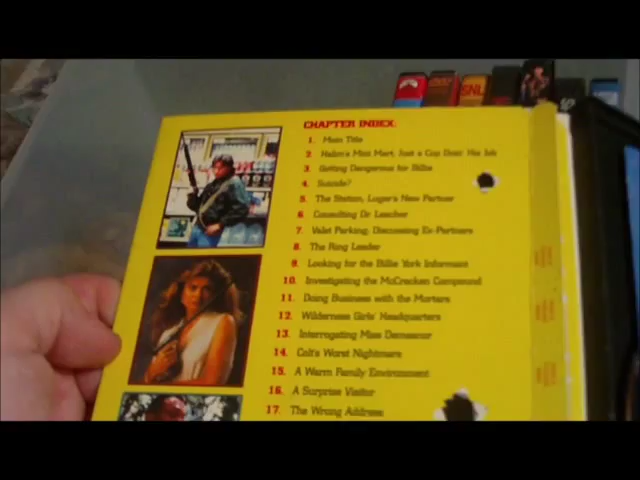 SNL
CHAPTER INDEX:
1. Main Title
2. Mini Mart, Just a Cop Doin' His Job
3. Getting Dangerous for Billie
4. Suicide?
5. The Station, Luger's New Partner
6. Consulting Dr Leecher
7. Valet Parking, Discussing Ex-Partners
8. The Ring Leader
9. Looking for the Billie York Informant
10. Investigating the McCracken Compound
11. Doing Business with the Mortars
12. Wilderness Girls' Headquarters
13. Interrogating Miss Demeanor
14. Colt's Worst Nightmare
15. A Warm Family Environment
16. A Surprise Visitor
17. The Wrong Address